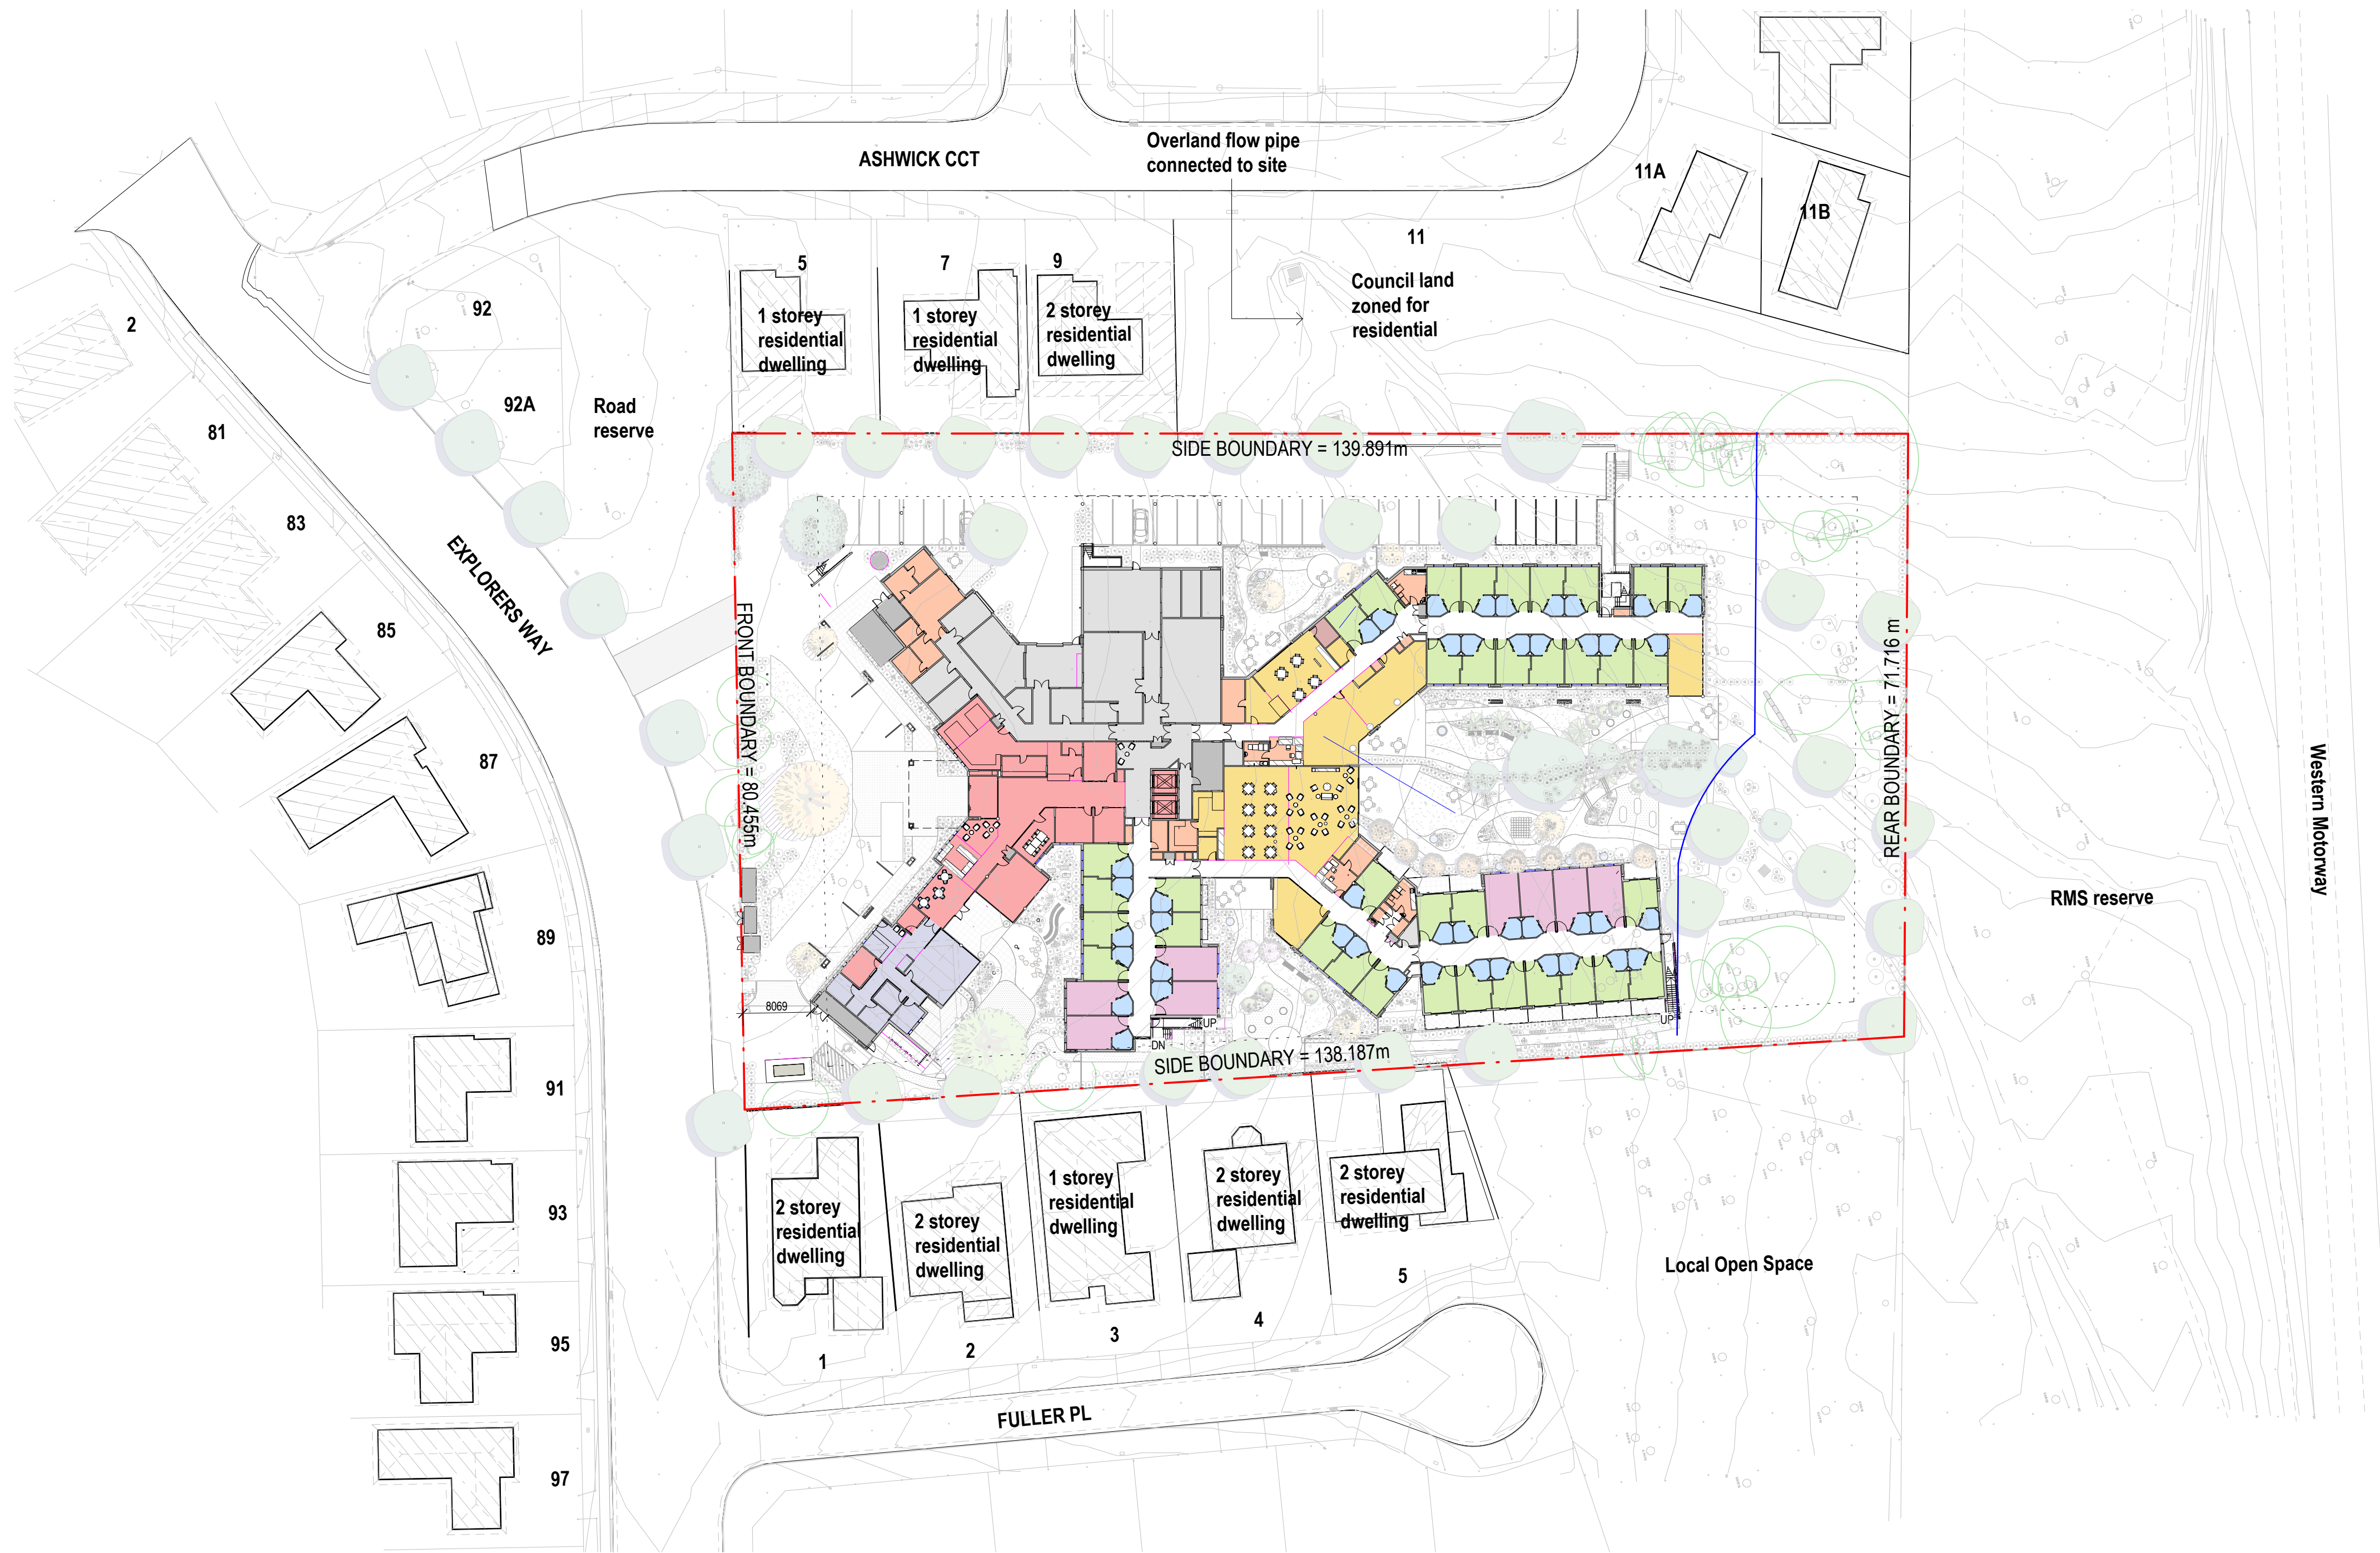 ASHWICK CCT
Overland flow pipe
connected to site
11A
11B
11
5
7
9
Council land
zoned for
residential
1 storey
residential
dwelling
1 storey
residential
dwelling
2 storey
residential
dwelling
92
2
92A
Road
reserve
81
83
85
87
89
91
93
95
97
EXPLORERS WAY
SIDE BOUNDARY = 139.891m
FRONT BOUNDARY = 80.455m
REAR BOUNDARY = 71.716 m
Western Motorway
RMS reserve
8069
UP
DN
UP
SIDE BOUNDARY = 138.187m
2 storey
residential
dwelling
2 storey
residential
dwelling
1 storey
residential
dwelling
2 storey
residential
dwelling
2 storey
residential
dwelling
Local Open Space
1
2
3
4
5
FULLER PL